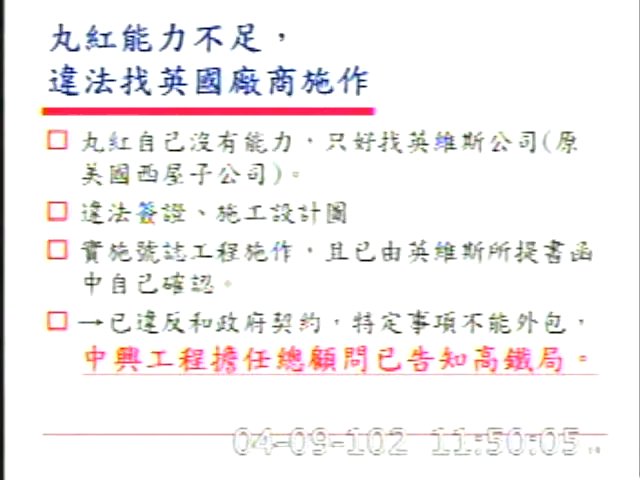 丸紅能力不足，
違法找英國廠商施作
丸紅自己沒有能力，只好找英維斯公司(原
美國西屋子公司)。
違法簽證、施工設計圖
實施號誌工程施作，且已由英維斯所提書函
中自己確認。
→已違反和政府契約，特定事項不能外包，
中興工程擔任總顧問已告知高鐵局。
04-09-102 11:50:05